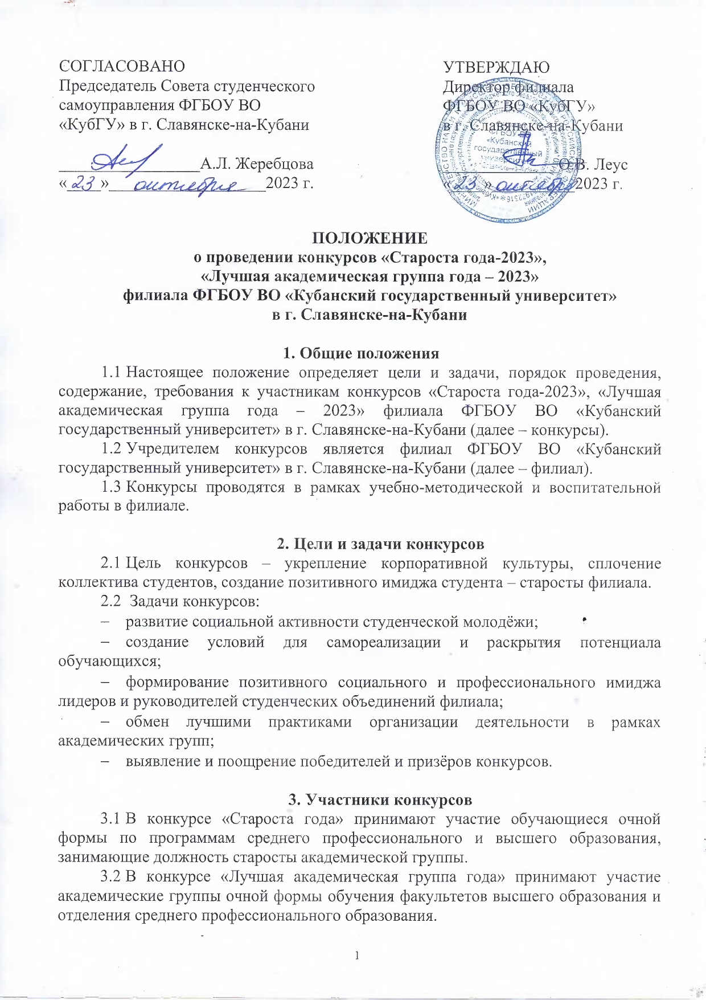 СОГЛАСОВАНО
Председатель Совета студенческого
самоуправления ФГБОУ ВО
«КубГУ» в г. Славянске-на-Кубани
А.Л. Жеребцова
«23» октября 2023 г.
УТВЕРЖДАЮ
Директор филиала
ФГБОУ ВО «КубГУ»
в г. Славянске-на-Кубани
О.В. Леус
«23» октября 2023 г.
ФГБОУ ВО
«Кубанский
государственный
университет»
ПОЛОЖЕНИЕ
о проведении конкурсов «Староста года-2023»,
«Лучшая академическая группа года – 2023»
филиала ФГБОУ ВО «Кубанский государственный университет»
в г. Славянске-на-Кубани
1. Общие положения
1.1 Настоящее положение определяет цели и задачи, порядок проведения,
содержание, требования к участникам конкурсов «Староста года-2023», «Лучшая
академическая группа года – 2023» филиала ФГБОУ ВО «Кубанский
государственный университет» в г. Славянске-на-Кубани (далее – конкурсы).
1.2 Учредителем конкурсов является филиал ФГБОУ ВО «Кубанский
государственный университет» в г. Славянске-на-Кубани (далее – филиал).
1.3 Конкурсы проводятся в рамках учебно-методической и воспитательной
работы в филиале.
2. Цели и задачи конкурсов
2.1 Цель конкурсов – укрепление корпоративной культуры, сплочение
коллектива студентов, создание позитивного имиджа студента – старосты филиала.
2.2 Задачи конкурсов:
– развитие социальной активности студенческой молодёжи;
– создание условий для самореализации и раскрытия потенциала
обучающихся;
– формирование позитивного социального и профессионального имиджа
лидеров и руководителей студенческих объединений филиала;
– обмен лучшими практиками организации деятельности в рамках
академических групп;
– выявление и поощрение победителей и призёров конкурсов.
3. Участники конкурсов
3.1 В конкурсе «Староста года» принимают участие обучающиеся очной
формы по программам среднего профессионального и высшего образования,
занимающие должность старосты академической группы.
3.2 В конкурсе «Лучшая академическая группа года» принимают участие
академические группы очной формы обучения факультетов высшего образования и
отделения среднего профессионального образования.
1